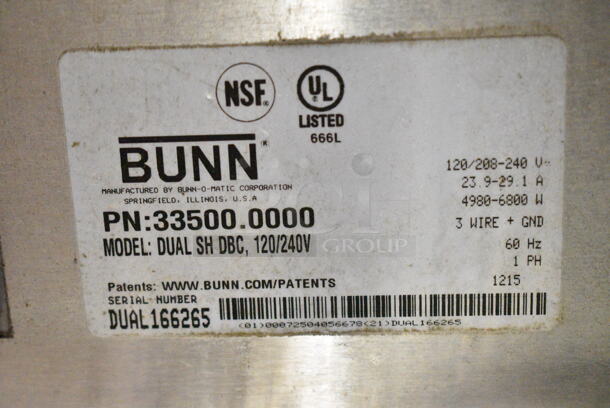 NSF®
UL®
LISTED
666L
BUNN®
MANUFACTURED BY BUNN-O-MATIC CORPORATION
SPRINGFIELD, ILLINOIS, U.S.A
PN:33500.0000
MODEL: DUAL SH DBC, 120/240V
120/208-240 V~
23.9-29.1 A
4980-6800 W
3 WIRE + GND
60 Hz
1 PH
1215
Patents: WWW.BUNN.COM/PATENTS
SERIAL NUMBER
DUAL166265
(01)00072504056678(21)DUAL166265
GROUP